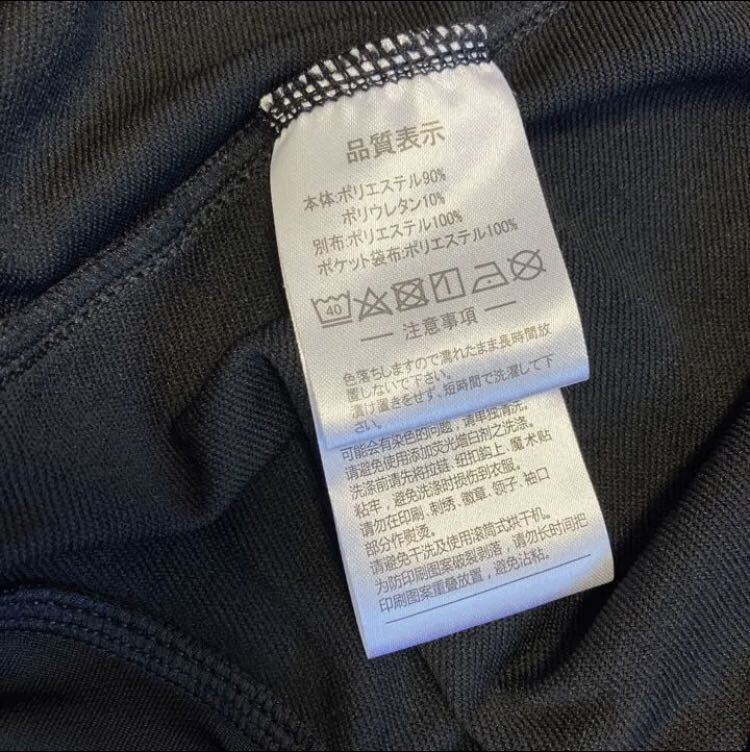 品質表示
本体:ポリエステル90%
ポリウレタン10%
別布:ポリエステル100%
ポケット袋布:ポリエステル100%
40
注意事項
色落ちしますので濡れたまま長時間放
置しないで下さい。
漬け置きをせず、短時間で洗濯して下
さい。
可能会有染色的问题，请单独清洗。
请避免使用添加荧光增白剂之洗涤.
洗涤前请先将拉链、纽扣鈎上、魔术贴
粘牢，避免洗涤时损伤到衣服。
请勿在印刷、刺绣、徽章、领子、袖口
部分作熨烫。
请避免干洗及使用滚筒式烘干机。
为防印刷图案破裂剥落，请勿长时间把
印刷图案重叠放置，避免沾粘。